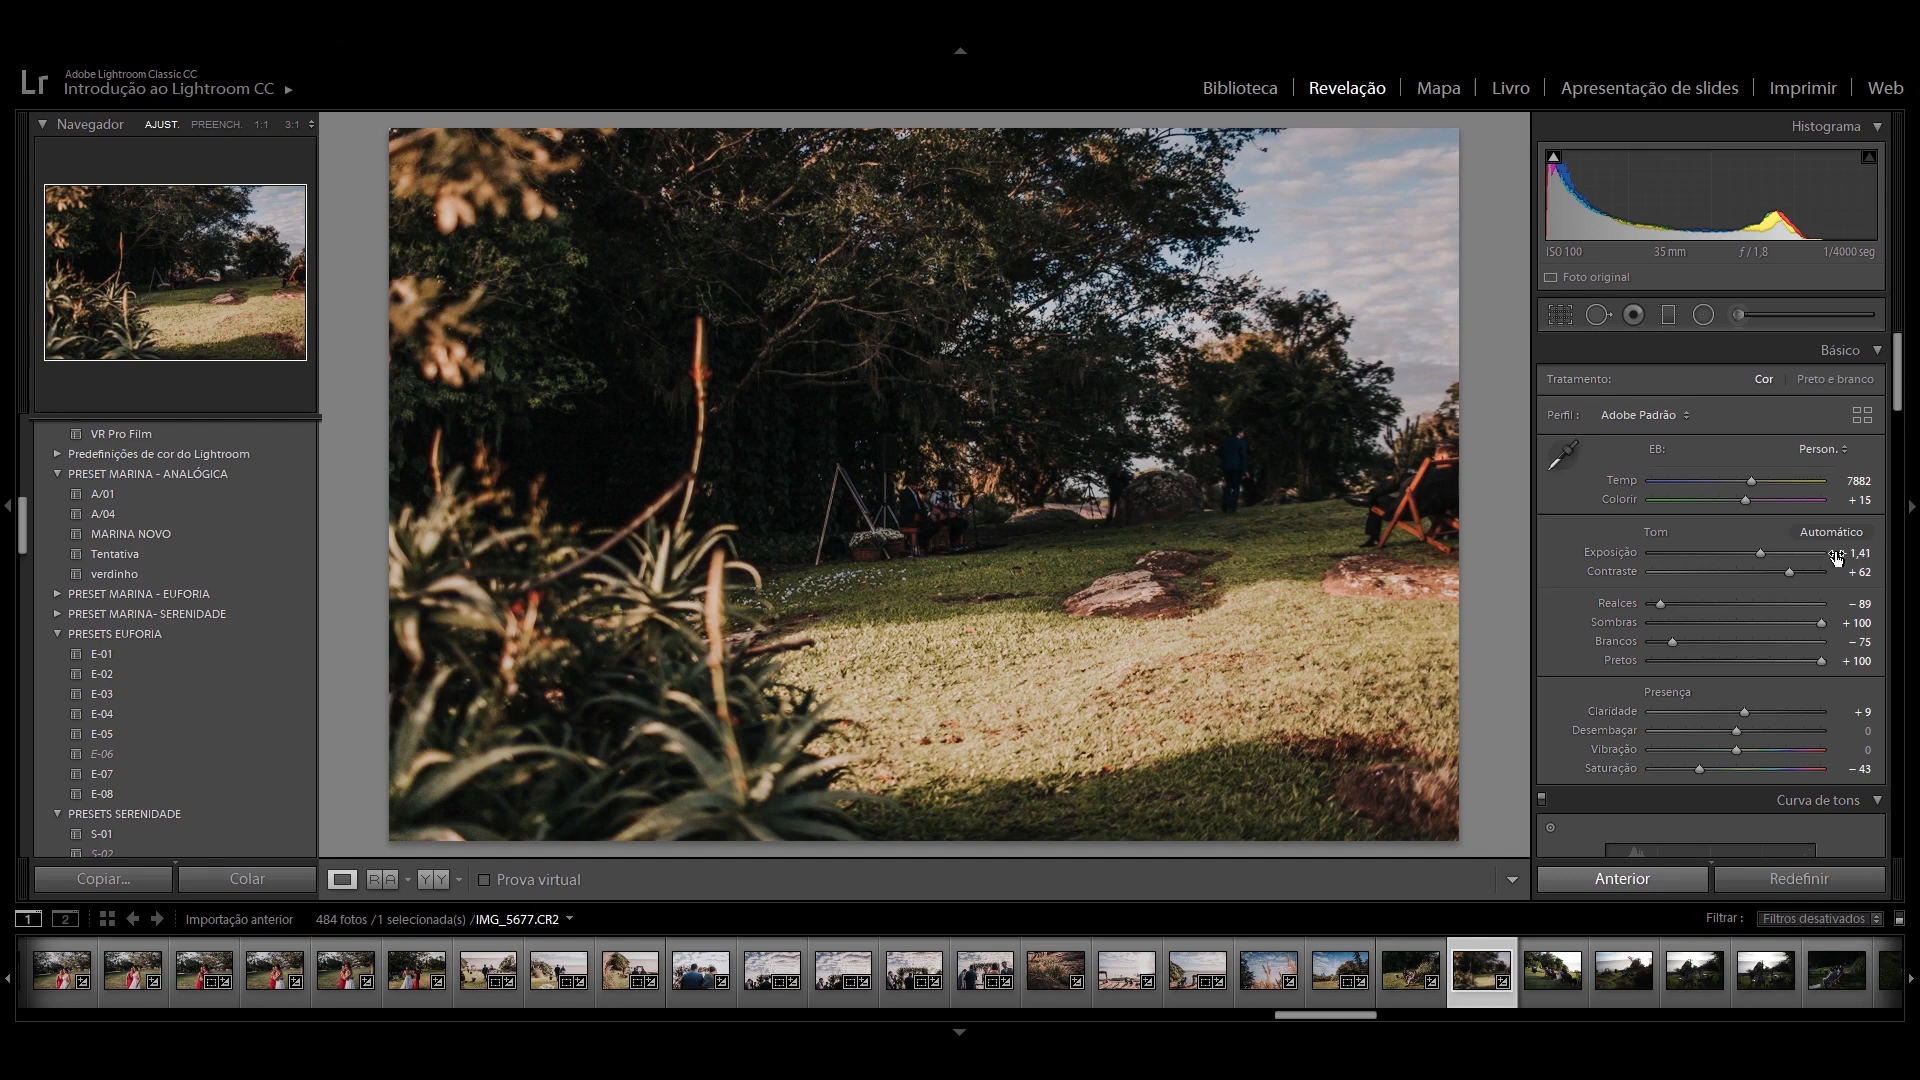 Lr
Adobe Lightroom Classic CC
Introdução ao Lightroom CC
Biblioteca
Revelação
Mapa
Livro
Apresentação de slides
Imprimir
Web
Navegador AJUST. PREENCH. 1:1 3:1
VR Pro Film
Predefinições de cor do Lightroom
PRESET MARINA - ANALÓGICA
A/01
A/04
MARINA NOVO
Tentativa
verdinho
PRESET MARINA - EUFORIA
PRESET MARINA- SERENIDADE
PRESETS EUFORIA
E-01
E-02
E-03
E-04
E-05
E-06
E-07
E-08
PRESETS SERENIDADE
S-01
S-02
Copiar... Colar
R A Y Y Prova virtual
Histograma
ISO 100 35 mm ƒ / 1,8 1/4000 seg
Foto original
Básico
Tratamento: Cor Preto e branco
Perfil : Adobe Padrão
EB: Person.
Temp 7882
Colorir + 15
Tom Automático
Exposição 1,41
Contraste + 62
Realces − 89
Sombras + 100
Brancos − 75
Pretos + 100
Presença
Claridade + 9
Desembaçar 0
Vibração 0
Saturação − 43
Curva de tons
Anterior Redefinir
1 2 Importação anterior 484 fotos /1 selecionada(s) /IMG_5677.CR2 Filtrar : Filtros desativados